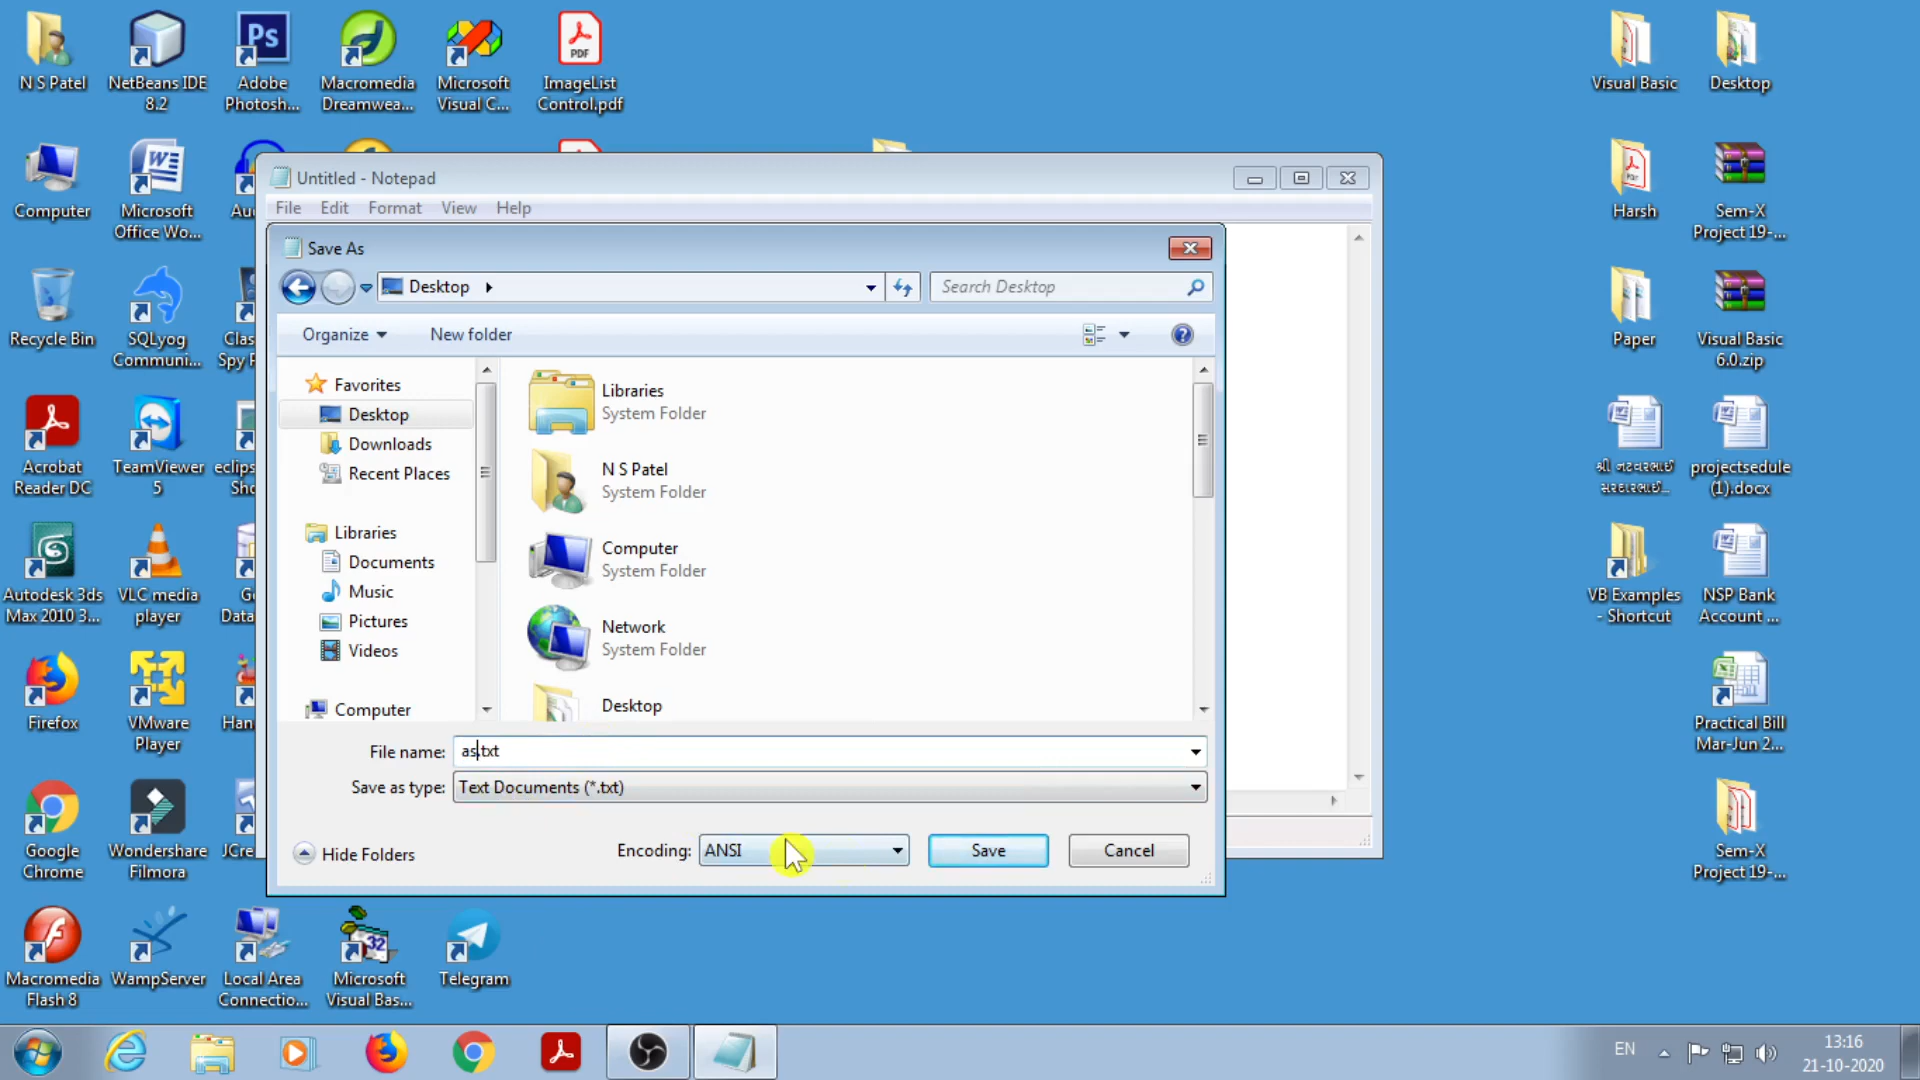 N S Patel
NetBeans IDE
8.2
Adobe
Photosh...
Macromedia
Dreamwea...
Microsoft
Visual C...
ImageList
Control.pdf
Visual Basic
Desktop
Computer
Microsoft
Office Wo...
Harsh
Sem-X
Project 19-...
Recycle Bin
SQLyog
Communi...
Paper
Visual Basic
6.0.zip
Acrobat
Reader DC
TeamViewer
5
projectsedule
(1).docx
Autodesk 3ds
Max 2010 3...
VLC media
player
VB Examples
- Shortcut
NSP Bank
Account ...
Firefox
VMware
Player
Practical Bill
Mar-Jun 2...
Google
Chrome
Wondershare
Filmora
Sem-X
Project 19-...
Macromedia
Flash 8
WampServer
Local Area
Connectio...
Microsoft
Visual Bas...
Telegram
Untitled - Notepad
File Edit Format View Help
Save As
Desktop
Search Desktop
Organize New folder
Favorites
Desktop
Downloads
Recent Places
Libraries
Documents
Music
Pictures
Videos
Computer
Libraries
System Folder
N S Patel
System Folder
Computer
System Folder
Network
System Folder
Desktop
File name: as.txt
Save as type: Text Documents (*.txt)
Hide Folders
Encoding: ANSI
Save
Cancel
EN
13:16
21-10-2020